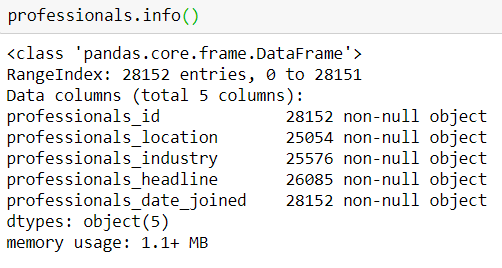 professionals.info()
<class 'pandas.core.frame.DataFrame'>
RangeIndex: 28152 entries, 0 to 28151
Data columns (total 5 columns):
professionals_id             28152 non-null object
professionals_location       25054 non-null object
professionals_industry       25576 non-null object
professionals_headline       26085 non-null object
professionals_date_joined    28152 non-null object
dtypes: object(5)
memory usage: 1.1+ MB